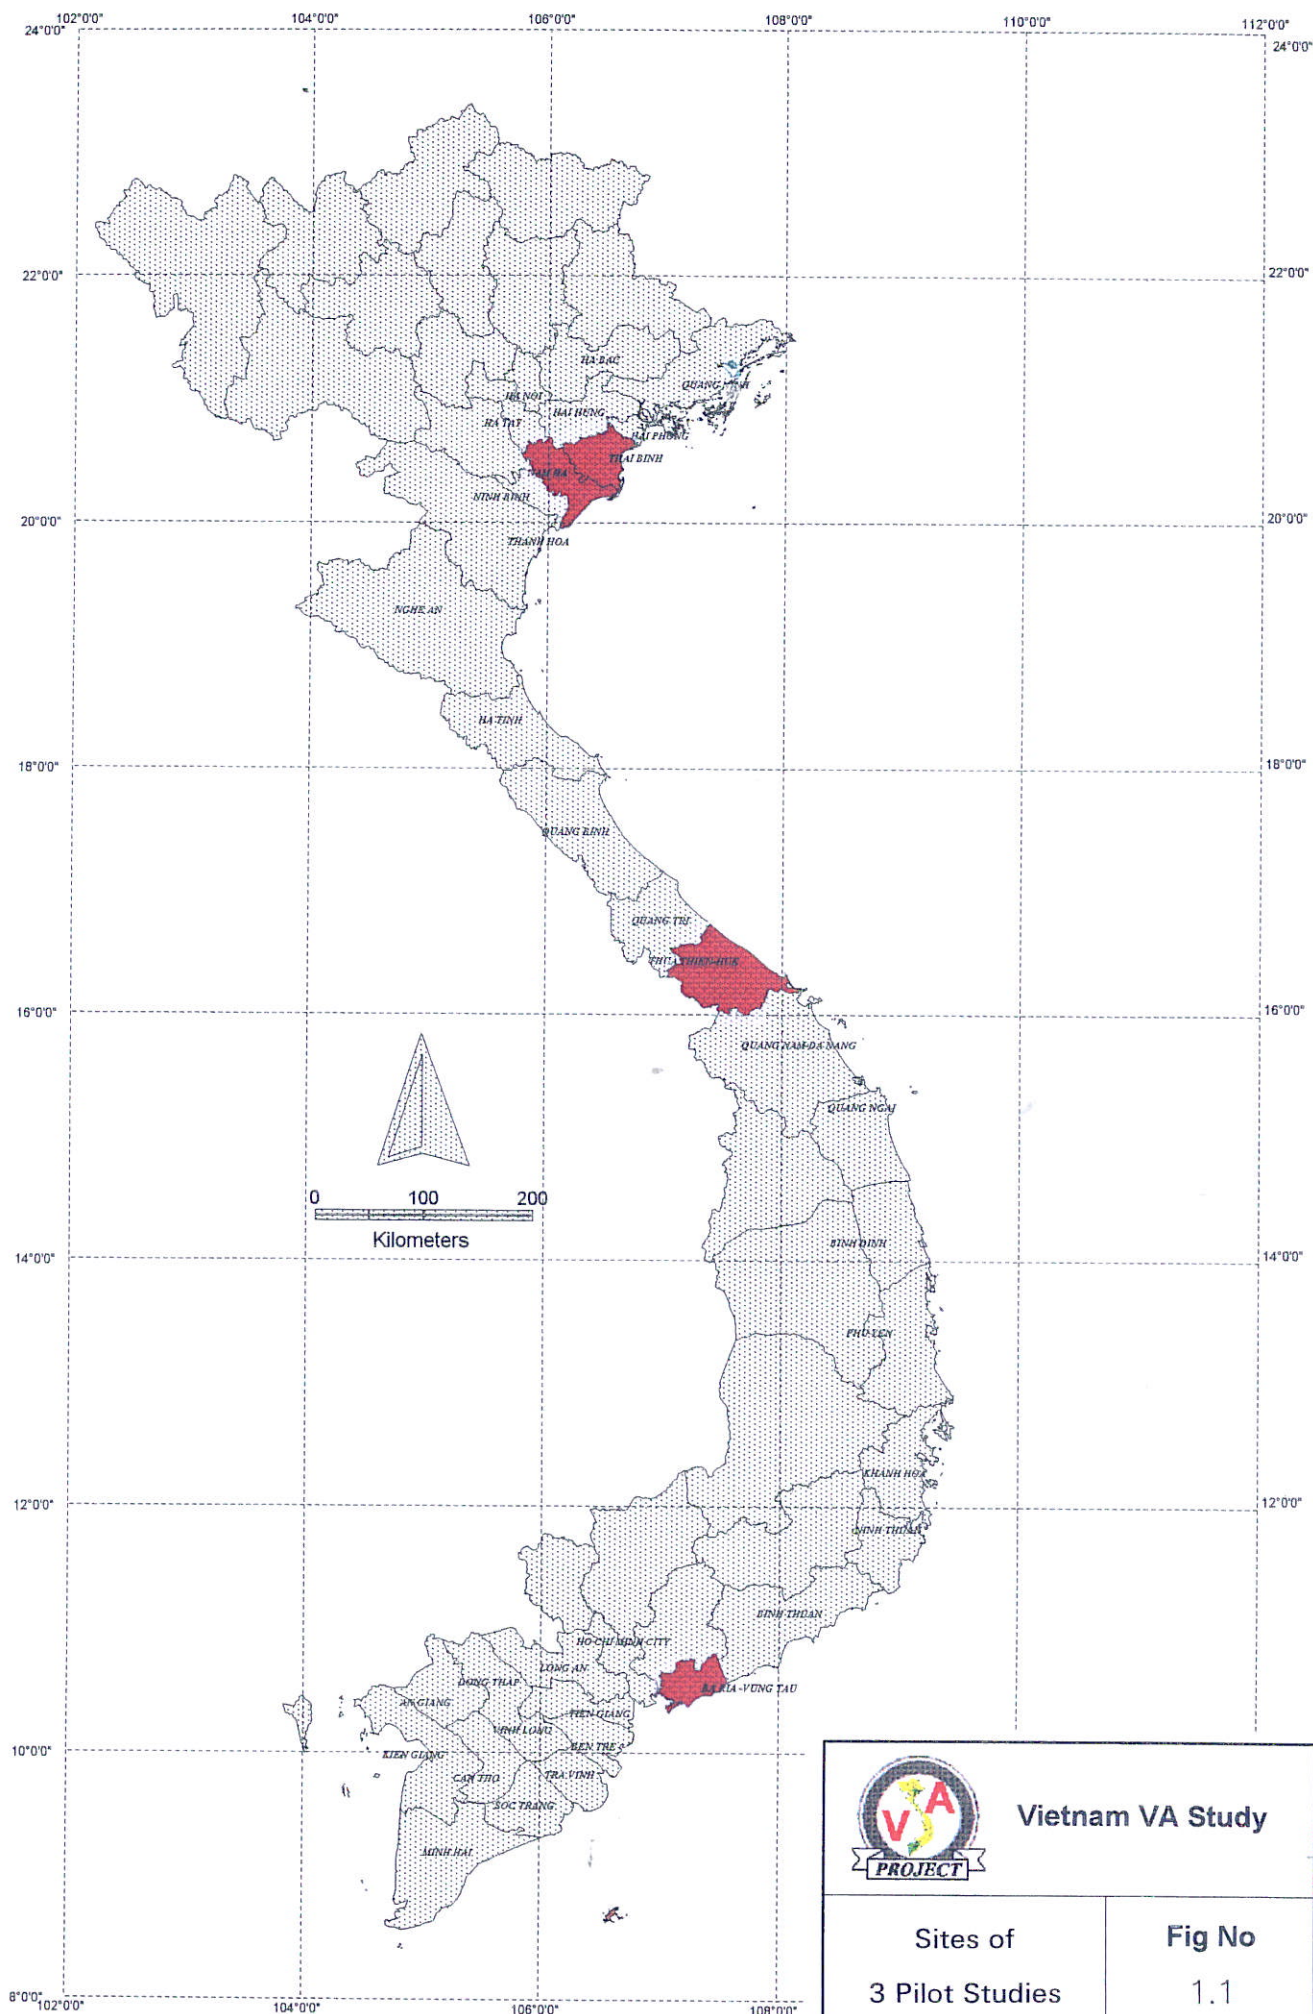 102°0'0" 104°0'0" 106°0'0" 108°0'0" 110°0'0" 112°0'0"
24°0'0" 24°0'0"
22°0'0" 22°0'0"
HA BAC
QUANG NINH
HA NOI
HAI HUNG
HA TAY
HAI PHONG
THAI BINH
NAM HA
NINH BINH
20°0'0" 20°0'0"
THANH HOA
NGHE AN
HA TINH
18°0'0" 18°0'0"
QUANG BINH
QUANG TRI
THUA THIEN-HUE
16°0'0" 16°0'0"
QUANG NAM-DA NANG
QUANG NGAI
0 100 200
Kilometers
BINH DINH
14°0'0" 14°0'0"
PHU YEN
KHANH HOA
12°0'0" 12°0'0"
NINH THUAN
BINH THUAN
HO CHI MINH CITY
LONG AN
DONG THAP
BA RIA -VUNG TAU
AN GIANG
TIEN GIANG
VINH LONG
BEN TRE
KIEN GIANG
10°0'0"
CAN THO
TRA VINH
SOC TRANG
MINH HAI
8°0'0"
102°0'0" 104°0'0" 106°0'0" 108°0'0"
V A
PROJECT
Vietnam VA Study
Sites of
3 Pilot Studies
Fig No
1.1